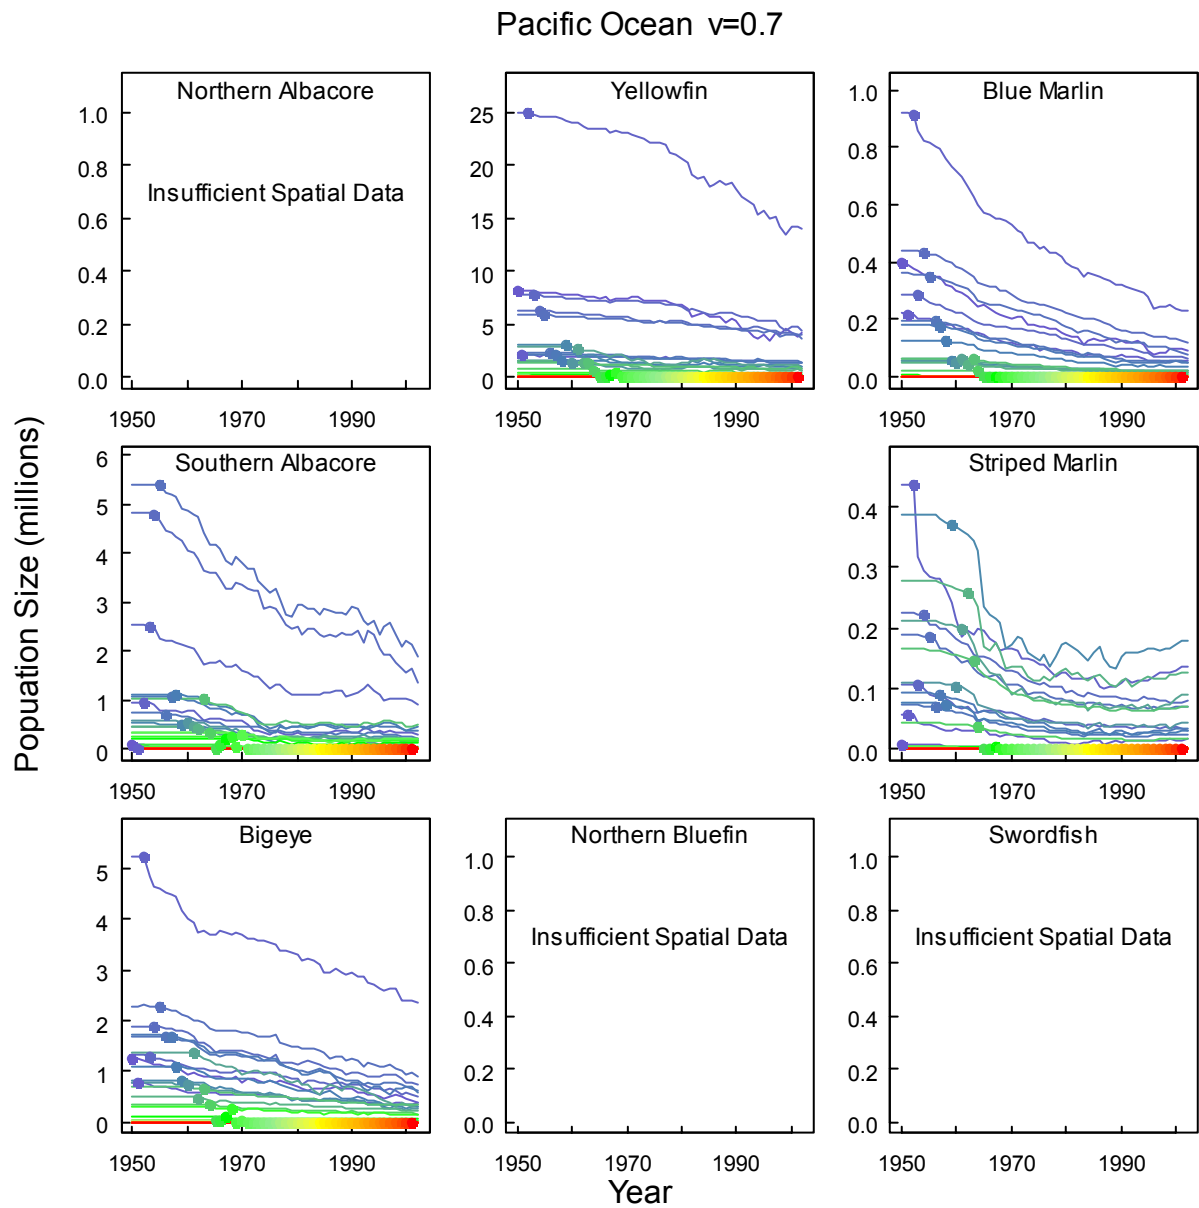 Pacific Ocean v=0.7
Northern Albacore
1.0
0.8
Insufficient Spatial Data
0.6
0.4
0.2
0.0
1950 1970 1990
Yellowfin
25
20
15
10
5
0
1950 1970 1990
Blue Marlin
1.0
0.8
0.6
0.4
0.2
0.0
1950 1970 1990
Popuation Size (millions)
Southern Albacore
6
5
4
3
2
1
0
1950 1970 1990
Striped Marlin
0.4
0.3
0.2
0.1
0.0
1950 1970 1990
Bigeye
5
4
3
2
1
0
1950 1970 1990
Northern Bluefin
1.0
0.8
Insufficient Spatial Data
0.6
0.4
0.2
0.0
1950 1970 1990
Swordfish
1.0
0.8
Insufficient Spatial Data
0.6
0.4
0.2
0.0
1950 1970 1990
Year